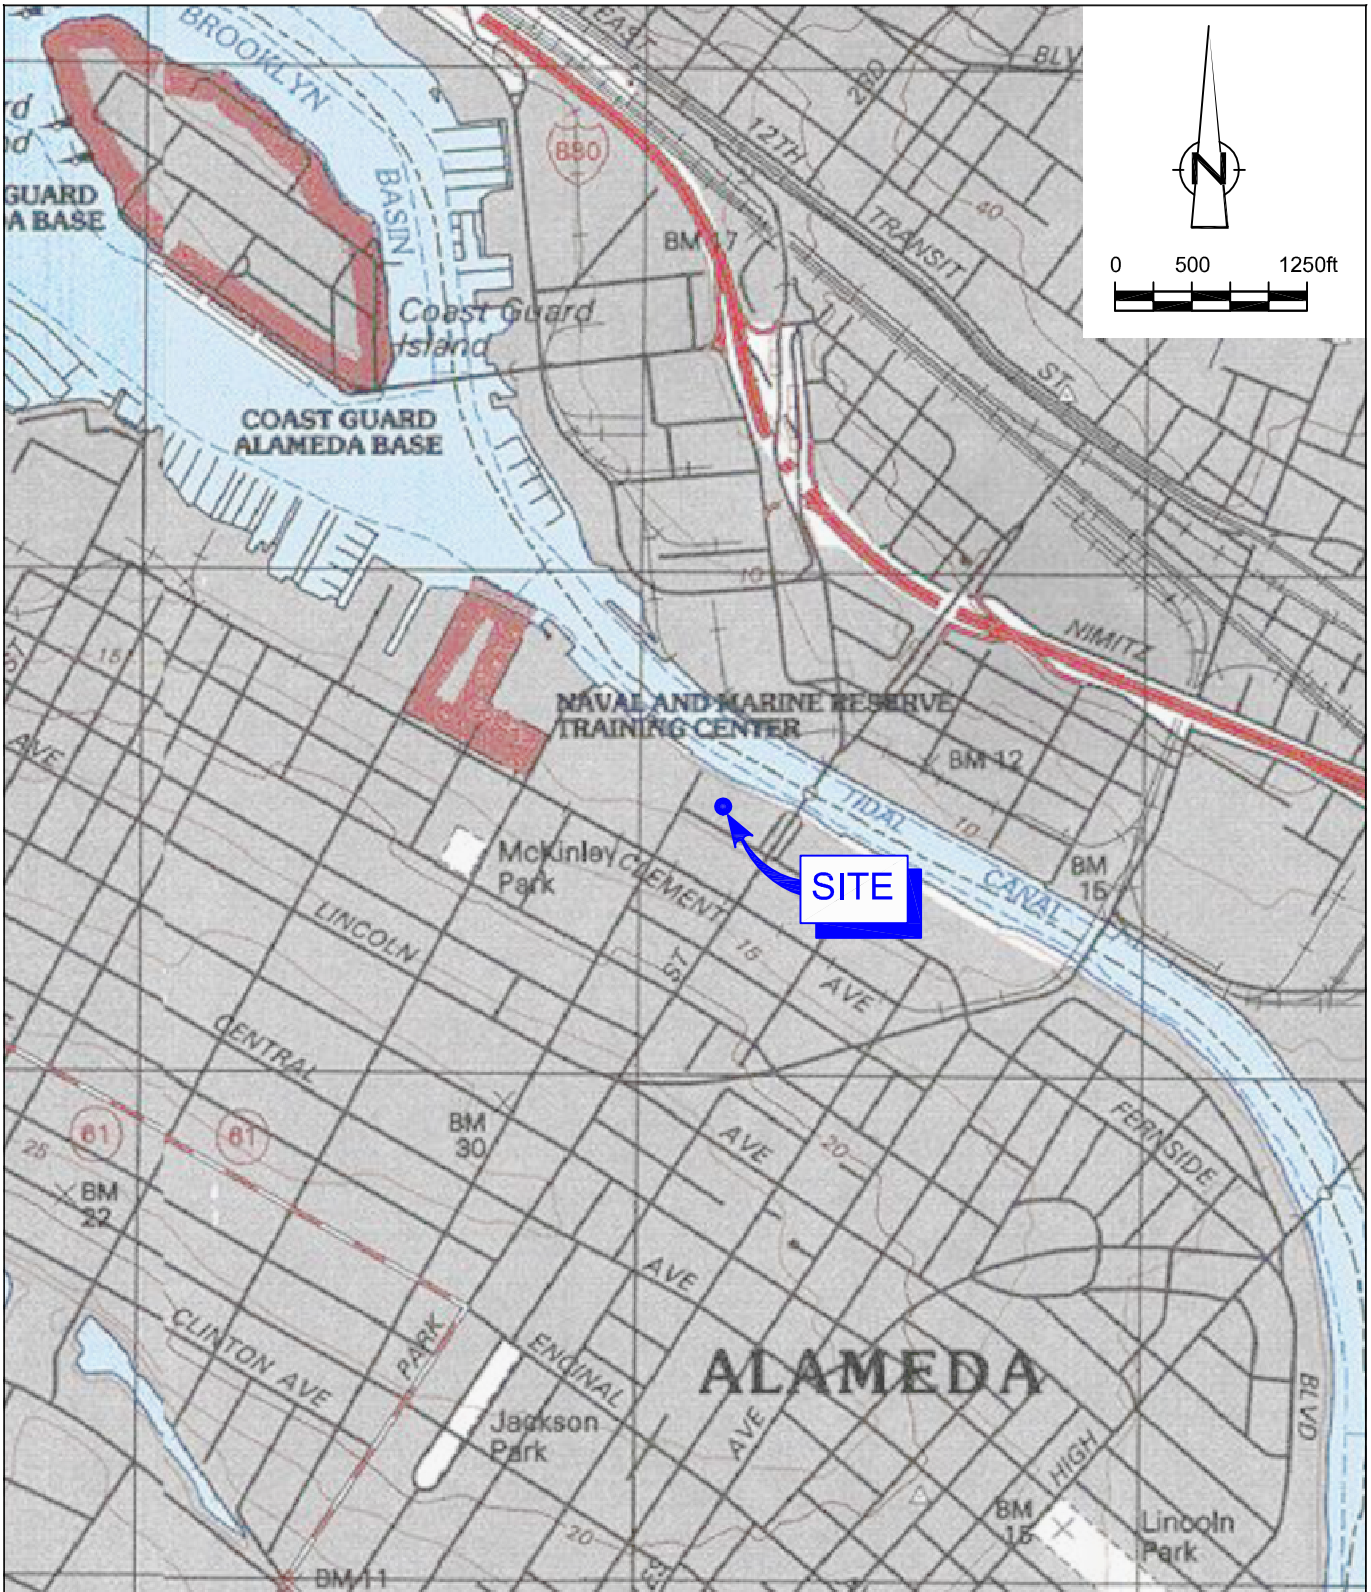 BROOKLYN
BASIN
EAST
BLV
2RD
12TH
TRANSIT
ST
40
880
BM 17
N
0 500 1250ft
GUARD
A BASE
Coast Guard
Island
COAST GUARD
ALAMEDA BASE
10
NIMITZ
15
NAVAL AND MARINE RESERVE
TRAINING CENTER
AVE
BM 12
TIDAL
CANAL
10
BM
15
McKinley
Park
CLEMENT
AVE
SITE
ST
15
LINCOLN
CENTRAL
61
61
25
BM
30
BM
22
AVE
20
FERNSIDE
BLVD
AVE
CLINTON AVE
PARK
ENCINAL
ALAMEDA
AVE
Jackson
Park
HIGH
BM
15
Lincoln
Park
20
BM 11